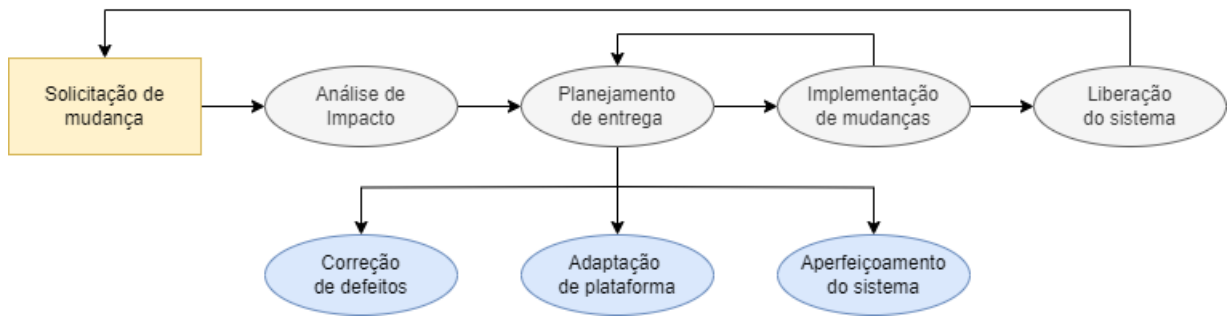 Solicitação de
mudança
Análise de
Impacto
Planejamento
de entrega
Implementação
de mudanças
Liberação
do sistema
Correção
de defeitos
Adaptação
de plataforma
Aperfeiçoamento
do sistema